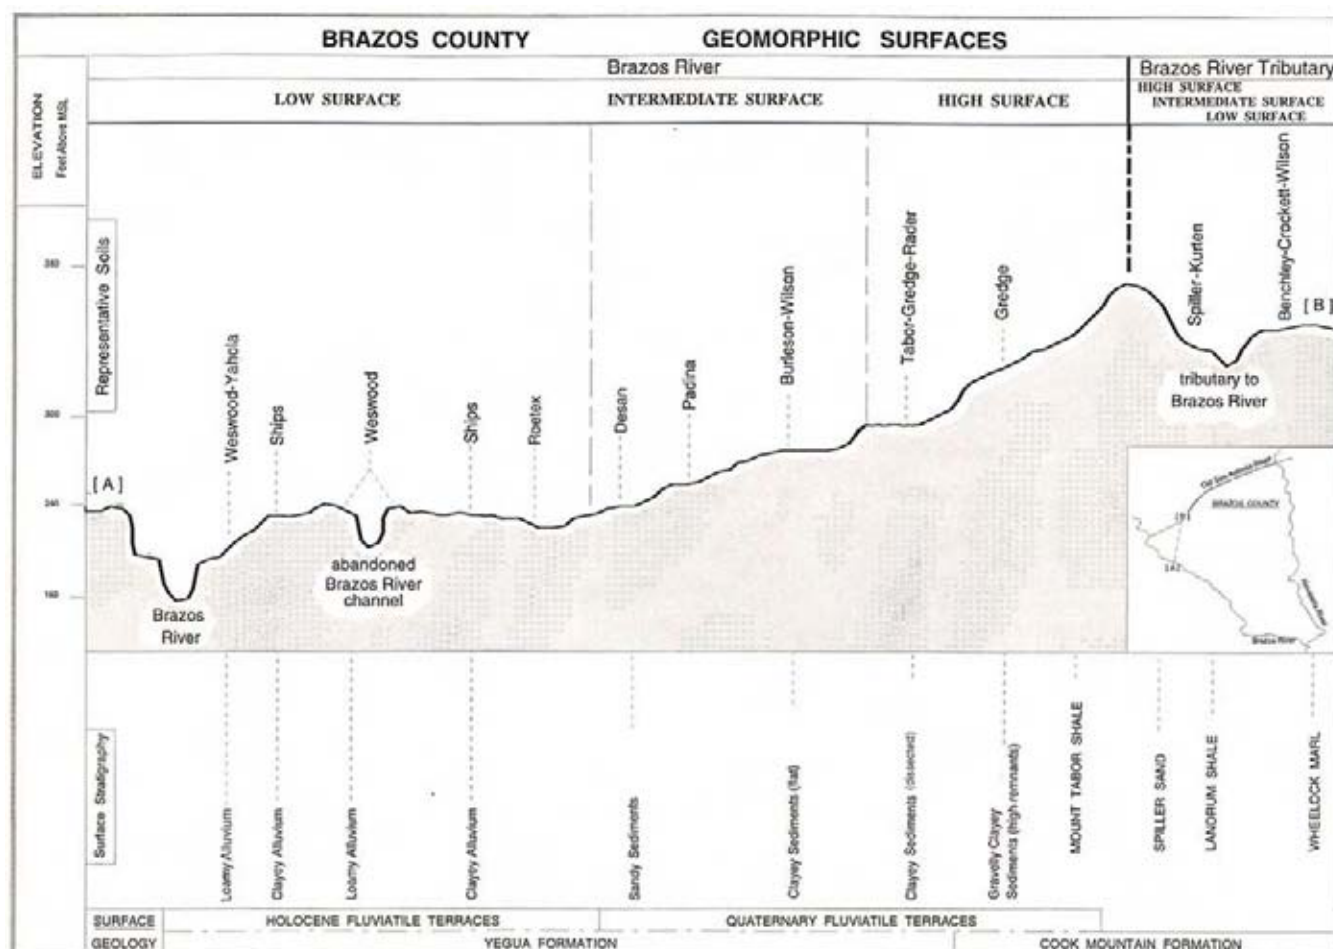 BRAZOS COUNTY GEOMORPHIC SURFACES
ELEVATION
Feet Above MSL
Brazos River
Brazos River Tributary
LOW SURFACE
INTERMEDIATE SURFACE
HIGH SURFACE
HIGH SURFACE
INTERMEDIATE SURFACE
LOW SURFACE
Representative Soils
300
240
160
[A]
Weswood-Yahola
Ships
Weswood
Ships
Roetex
Desan
Padina
Burleson-Wilson
Tabor-Gredge-Rader
Gredge
Spiller-Kurten
Benchley-Crockett-Wilson
[B]
Brazos
River
abandoned
Brazos River
channel
tributary to
Brazos River
BRAZOS COUNTY
[B]
[A]
Brazos River
Surface Stratigraphy
Loamy Alluvium
Clayey Alluvium
Loamy Alluvium
Clayey Alluvium
Sandy Sediments
Clayey Sediments (flat)
Clayey Sediments (dissected)
Gravelly Clayey
Sediments (high remnants)
MOUNT TABOR SHALE
SPILLER SAND
LANDRUM SHALE
WHEELOCK MARL
SURFACE
HOLOCENE FLUVIATILE TERRACES
QUATERNARY FLUVIATILE TERRACES
GEOLOGY
YEGUA FORMATION
COOK MOUNTAIN FORMATION